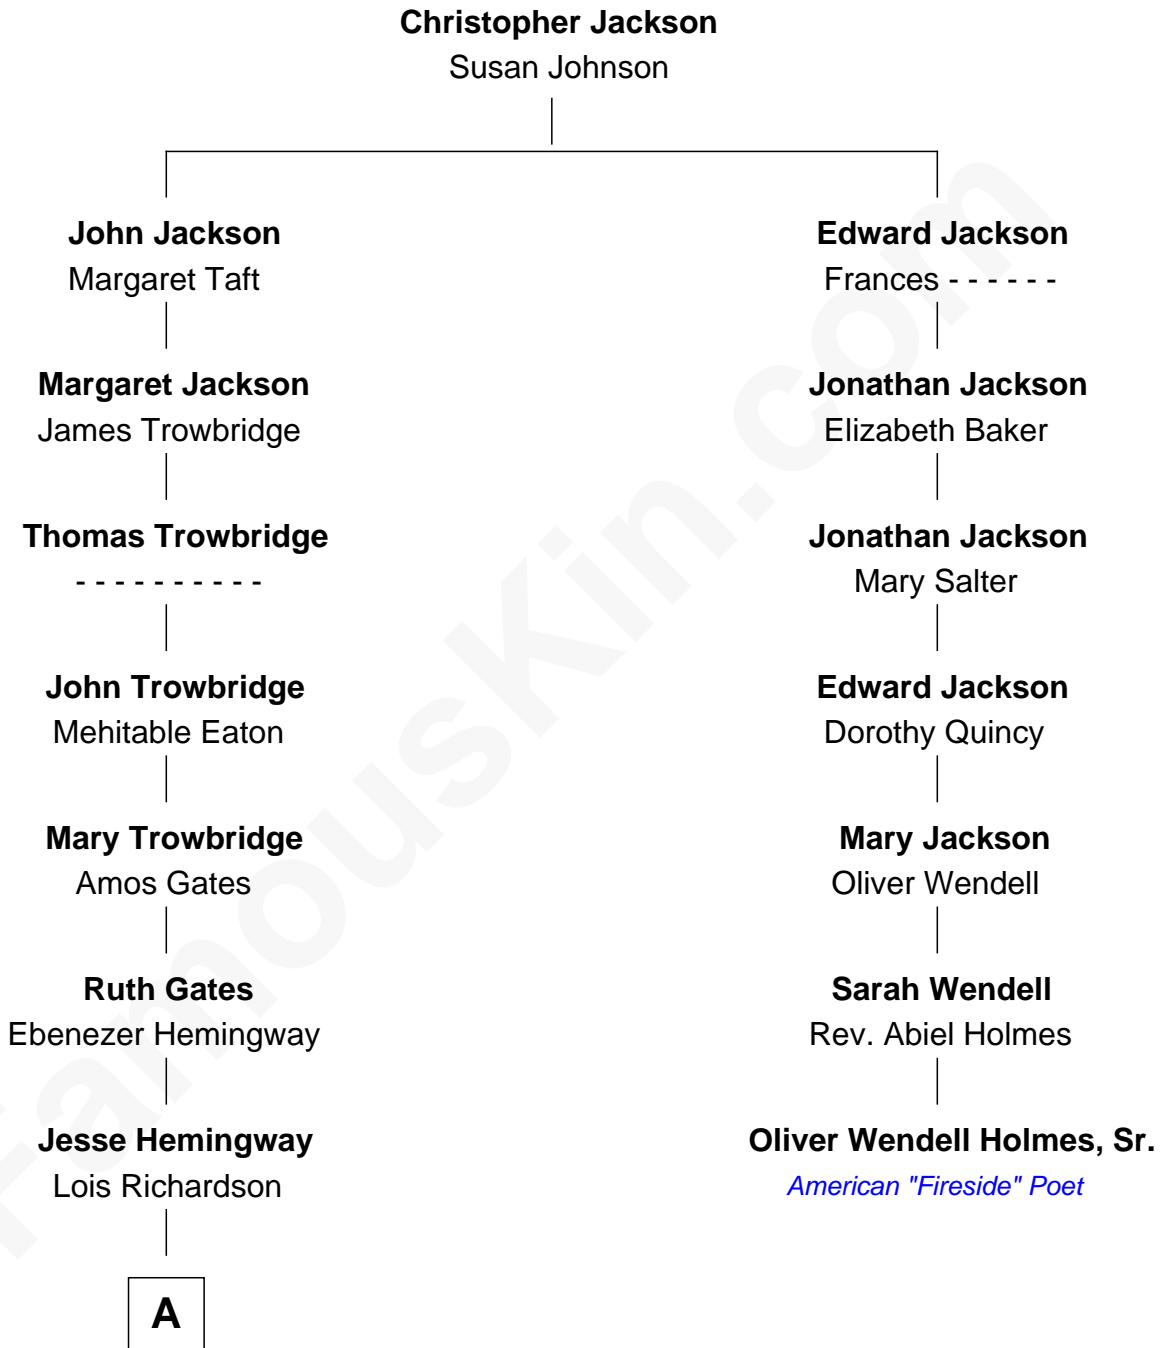 Christopher Jackson
Susan Johnson
John Jackson
Margaret Taft
Edward Jackson
Frances - - - - - -
Margaret Jackson
James Trowbridge
Jonathan Jackson
Elizabeth Baker
Thomas Trowbridge
- - - - - - - - - -
Jonathan Jackson
Mary Salter
John Trowbridge
Mehitable Eaton
Edward Jackson
Dorothy Quincy
Mary Trowbridge
Amos Gates
Mary Jackson
Oliver Wendell
Ruth Gates
Ebenezer Hemingway
Sarah Wendell
Rev. Abiel Holmes
Jesse Hemingway
Lois Richardson
Oliver Wendell Holmes, Sr.
American "Fireside" Poet
A
FamousKin.com